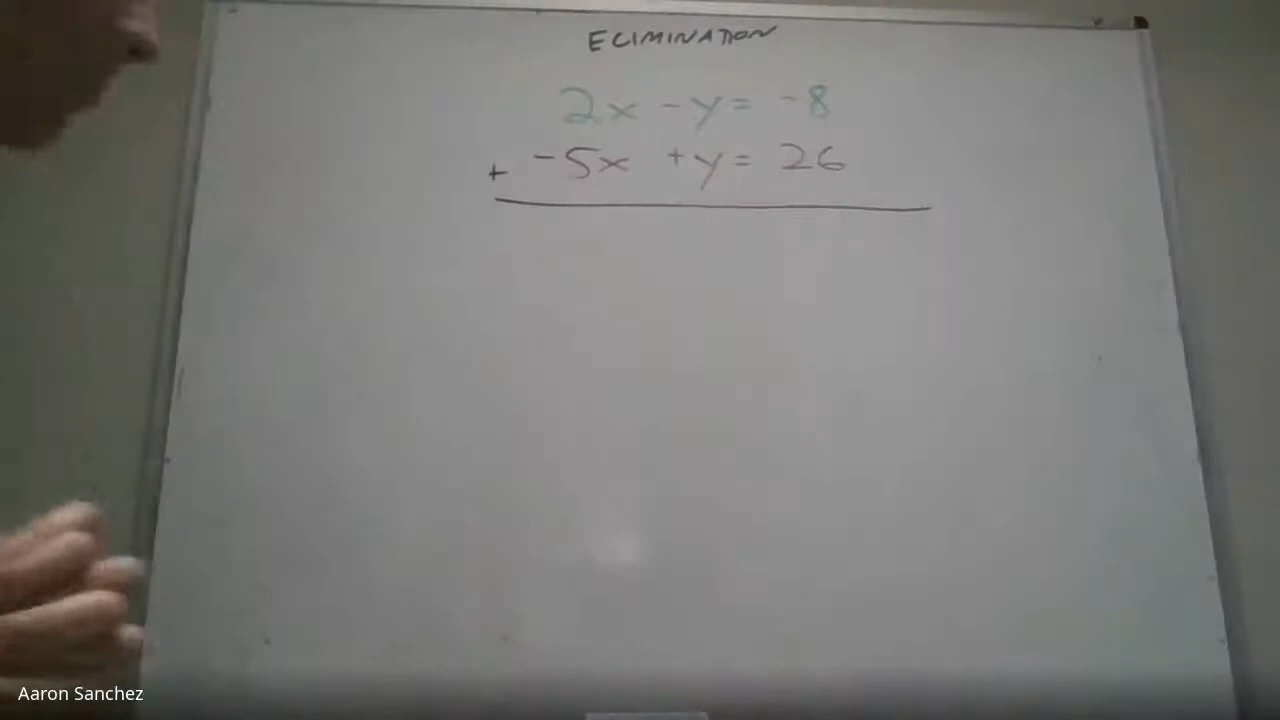 ELIMINATION
2x - y = -8
+ -5x + y = 26
Aaron Sanchez